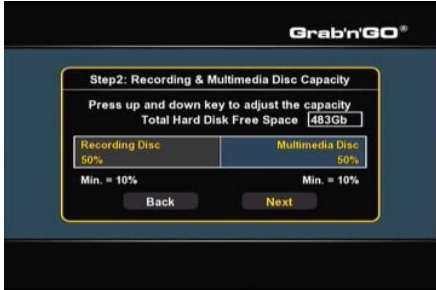 Grab'n'GO®
Step2: Recording & Multimedia Disc Capacity
Press up and down key to adjust the capacity
Total Hard Disk Free Space 483Gb
Recording Disc Multimedia Disc
50% 50%
Min. = 10% Min. = 10%
Back Next